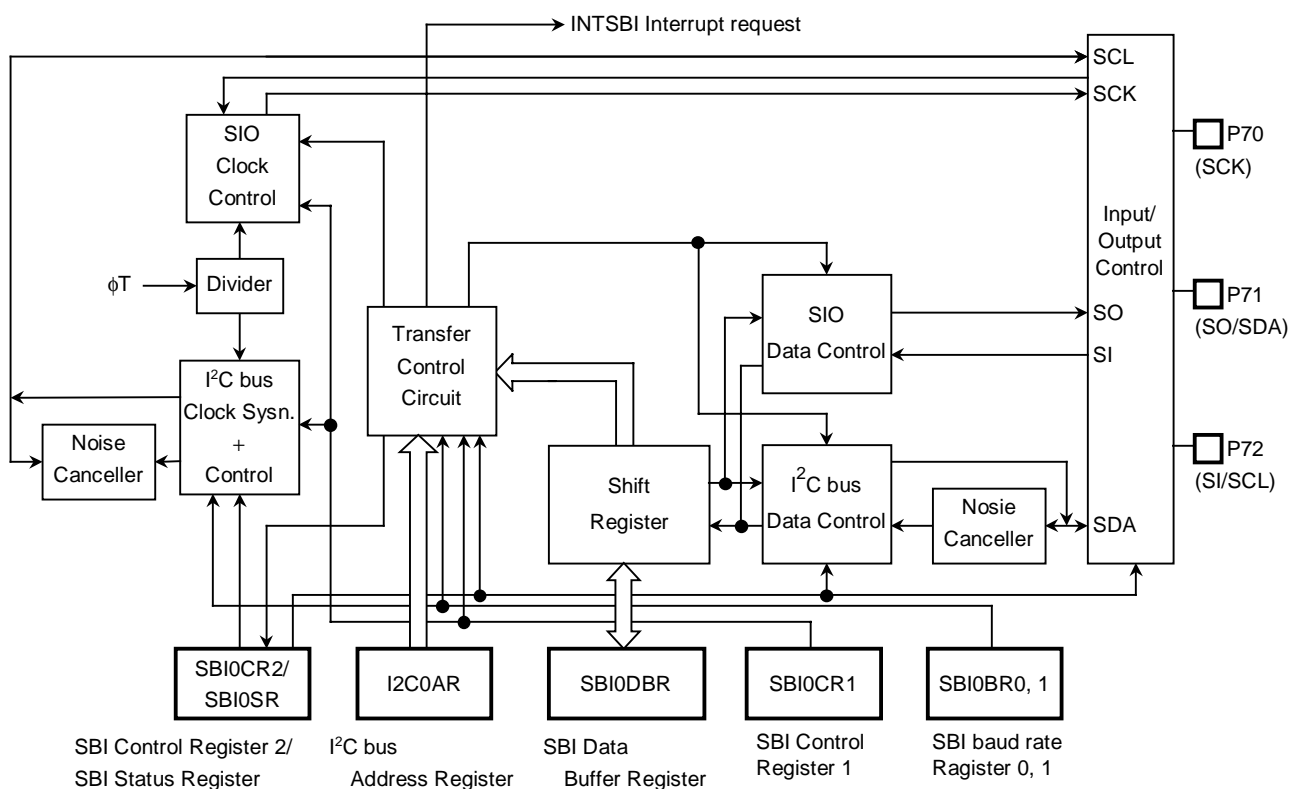 INTSBI Interrupt request
SCL
SCK
SIO
Clock
Control
P70
(SCK)
Input/
Output
Control
φT
Divider
P71
(SO/SDA)
Transfer
Control
Circuit
SIO
Data Control
SO
SI
I²C bus
Clock Sysn.
+
Control
Noise
Canceller
P72
(SI/SCL)
Shift
Register
I²C bus
Data Control
Nosie
Canceller
SDA
SBI0CR2/
SBI0SR
I2C0AR
SBI0DBR
SBI0CR1
SBI0BR0, 1
SBI Control Register 2/
SBI Status Register
I²C bus
Address Register
SBI Data
Buffer Register
SBI Control
Register 1
SBI baud rate
Ragister 0, 1